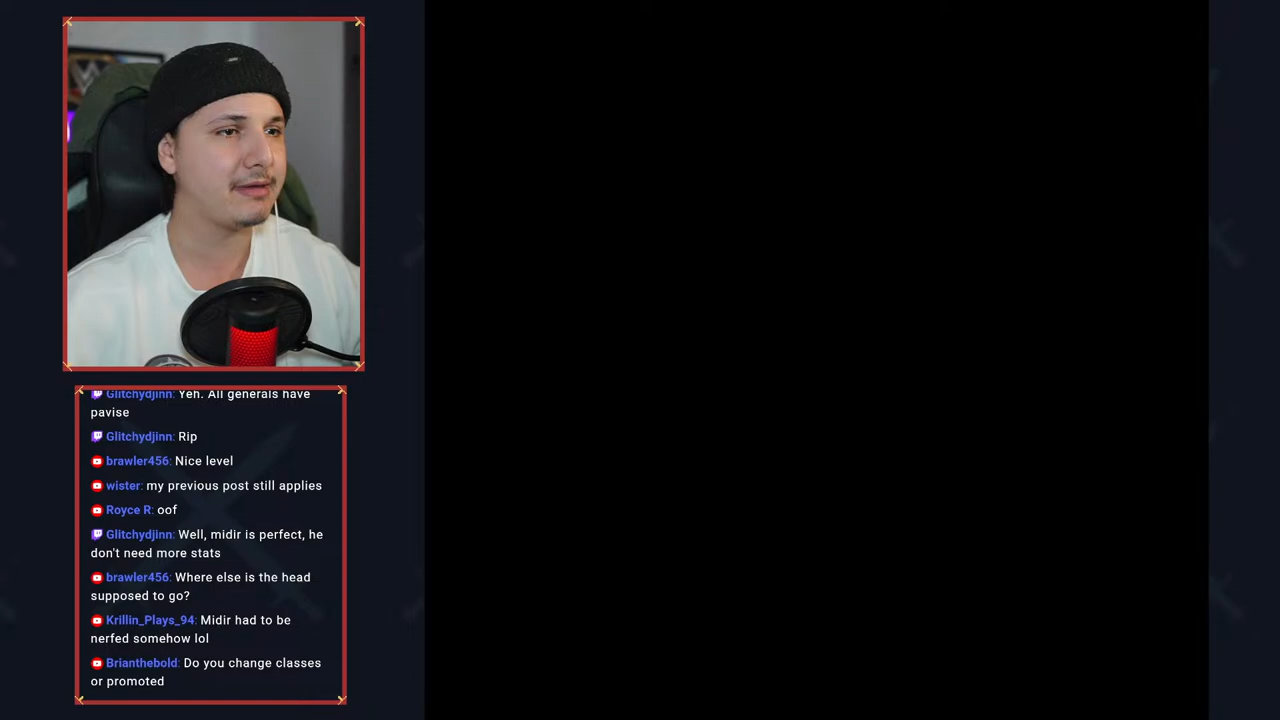 Glitchydjinn: Yeh. All generals have
pavise
Glitchydjinn: Rip
brawler456: Nice level
wister: my previous post still applies
Royce R: oof
Glitchydjinn: Well, midir is perfect, he
don't need more stats
brawler456: Where else is the head
supposed to go?
Krillin_Plays_94: Midir had to be
nerfed somehow lol
Brianthebold: Do you change classes
or promoted